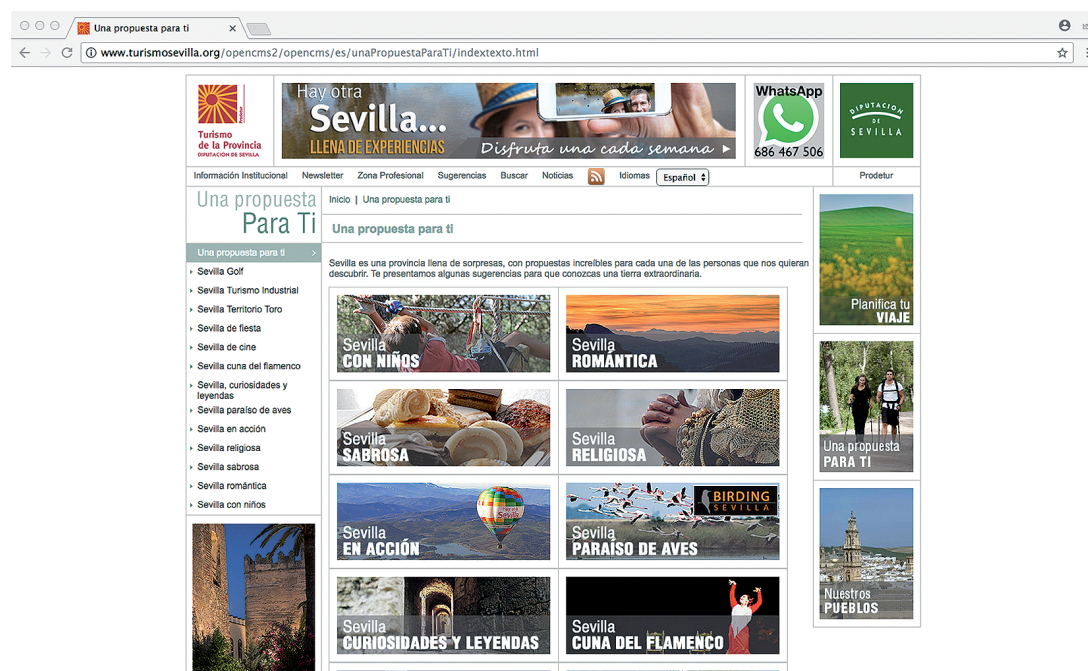 Una propuesta para ti
www.turismosevilla.org/opencms2/opencms/es/unaPropuestaParaTi/indextexto.html
Turismo
de la Provincia
DIPUTACIÓN DE SEVILLA
Prodetur
Hay otra
Sevilla...
LLENA DE EXPERIENCIAS
Disfruta una cada semana
WhatsApp
686 467 506
DIPUTACIÓN
DE
SEVILLA
Información Institucional
Newsletter
Zona Profesional
Sugerencias
Buscar
Noticias
Idiomas
Español
Prodetur
Una propuesta
Para Ti
Una propuesta para ti
Sevilla Golf
Sevilla Turismo Industrial
Sevilla Territorio Toro
Sevilla de fiesta
Sevilla de cine
Sevilla cuna del flamenco
Sevilla, curiosidades y
leyendas
Sevilla paraíso de aves
Sevilla en acción
Sevilla religiosa
Sevilla sabrosa
Sevilla romántica
Sevilla con niños
Inicio | Una propuesta para ti
Una propuesta para ti
Sevilla es una provincia llena de sorpresas, con propuestas increíbles para cada una de las personas que nos quieran
descubrir. Te presentamos algunas sugerencias para que conozcas una tierra extraordinaria.
Sevilla
CON NIÑOS
Sevilla
ROMÁNTICA
Sevilla
SABROSA
Sevilla
RELIGIOSA
Sevilla
EN ACCIÓN
BIRDING
SEVILLA
Sevilla
PARAÍSO DE AVES
Sevilla
CURIOSIDADES Y LEYENDAS
Sevilla
CUNA DEL FLAMENCO
Planifica tu
VIAJE
Una propuesta
PARA TI
Nuestros
PUEBLOS